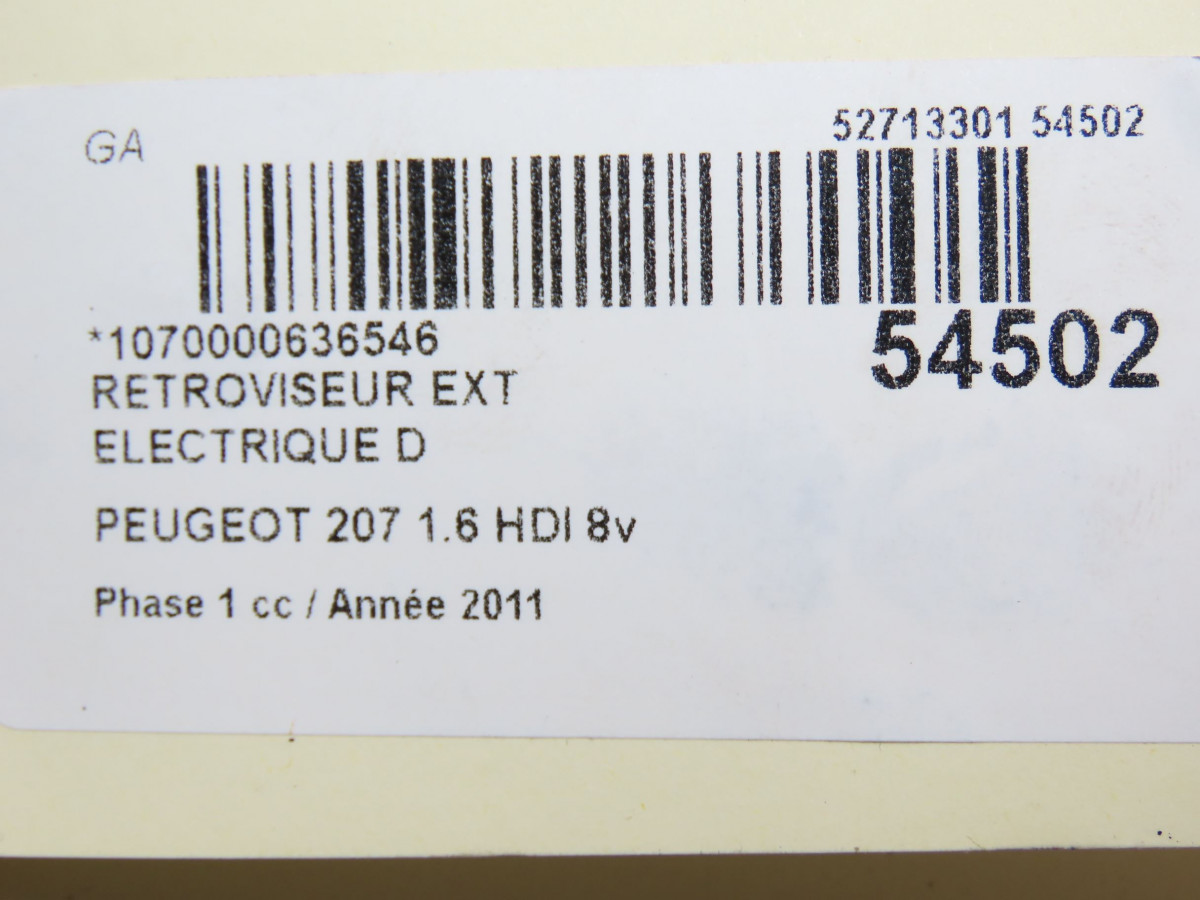 GA
52713301 54502
*1070000636546
54502
RETROVISEUR EXT
ELECTRIQUE D
PEUGEOT 207 1.6 HDI 8v
Phase 1 cc / Année 2011